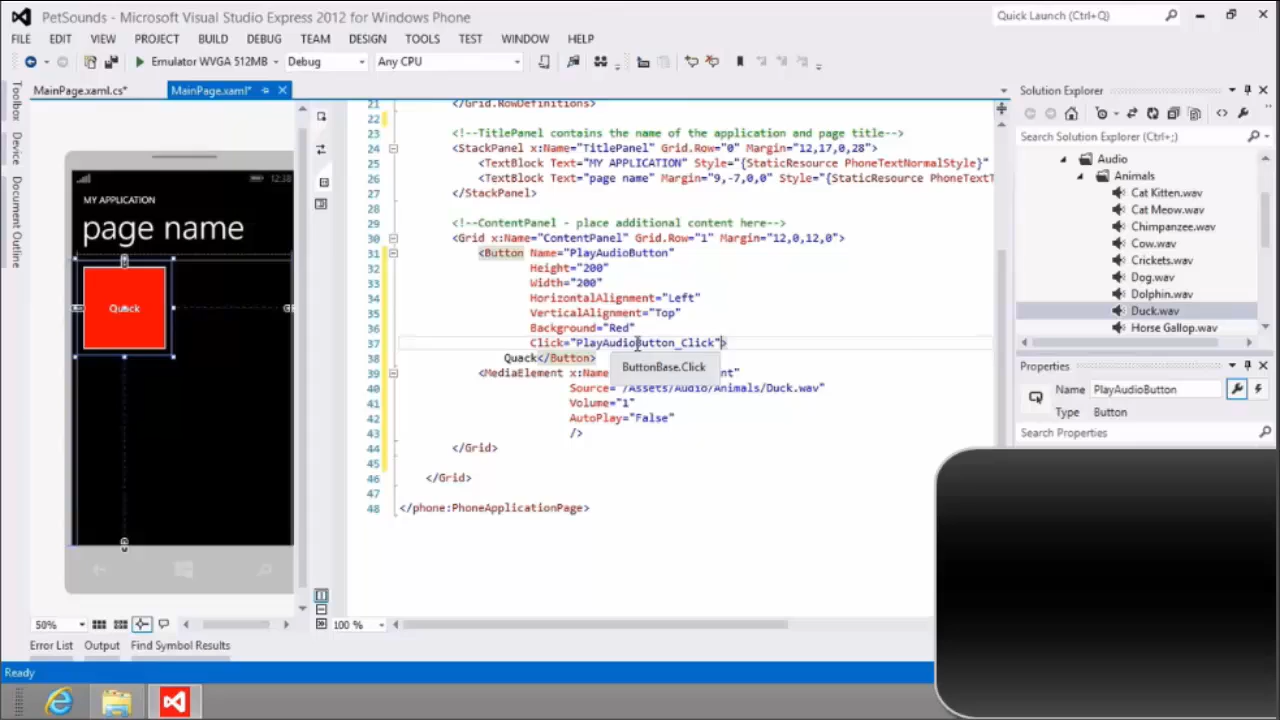 PetSounds - Microsoft Visual Studio Express 2012 for Windows Phone
Quick Launch (Ctrl+Q)
FILE EDIT VIEW PROJECT BUILD DEBUG TEAM DESIGN TOOLS TEST WINDOW HELP
Emulator WVGA 512MB Debug Any CPU
Toolbox
Device
Document Outline
MainPage.xaml.cs* MainPage.xaml*
12:38
MY APPLICATION
page name
Quack
21 </Grid.RowDefinitions>
22
23 <!--TitlePanel contains the name of the application and page title-->
24 <StackPanel x:Name="TitlePanel" Grid.Row="0" Margin="12,17,0,28">
25 <TextBlock Text="MY APPLICATION" Style="{StaticResource PhoneTextNormalStyle}"
26 <TextBlock Text="page name" Margin="9,-7,0,0" Style="{StaticResource PhoneTextT
27 </StackPanel>
28
29 <!--ContentPanel - place additional content here-->
30 <Grid x:Name="ContentPanel" Grid.Row="1" Margin="12,0,12,0">
31 <Button Name="PlayAudioButton"
32 Height="200"
33 Width="200"
34 HorizontalAlignment="Left"
35 VerticalAlignment="Top"
36 Background="Red"
37 Click="PlayAudioButton_Click">
38 Quack</Button>
ButtonBase.Click
39 <MediaElement x:Name
40 Source="/Assets/Audio/Animals/Duck.wav"
41 Volume="1"
42 AutoPlay="False"
43 />
44 </Grid>
45
46 </Grid>
47
48 </phone:PhoneApplicationPage>
50%
100 %
Error List Output Find Symbol Results
Ready
Solution Explorer
Search Solution Explorer (Ctrl+;)
Audio
Animals
Cat Kitten.wav
Cat Meow.wav
Chimpanzee.wav
Cow.wav
Crickets.wav
Dog.wav
Dolphin.wav
Duck.wav
Horse Gallop.wav
Properties
Name PlayAudioButton
Type Button
Search Properties